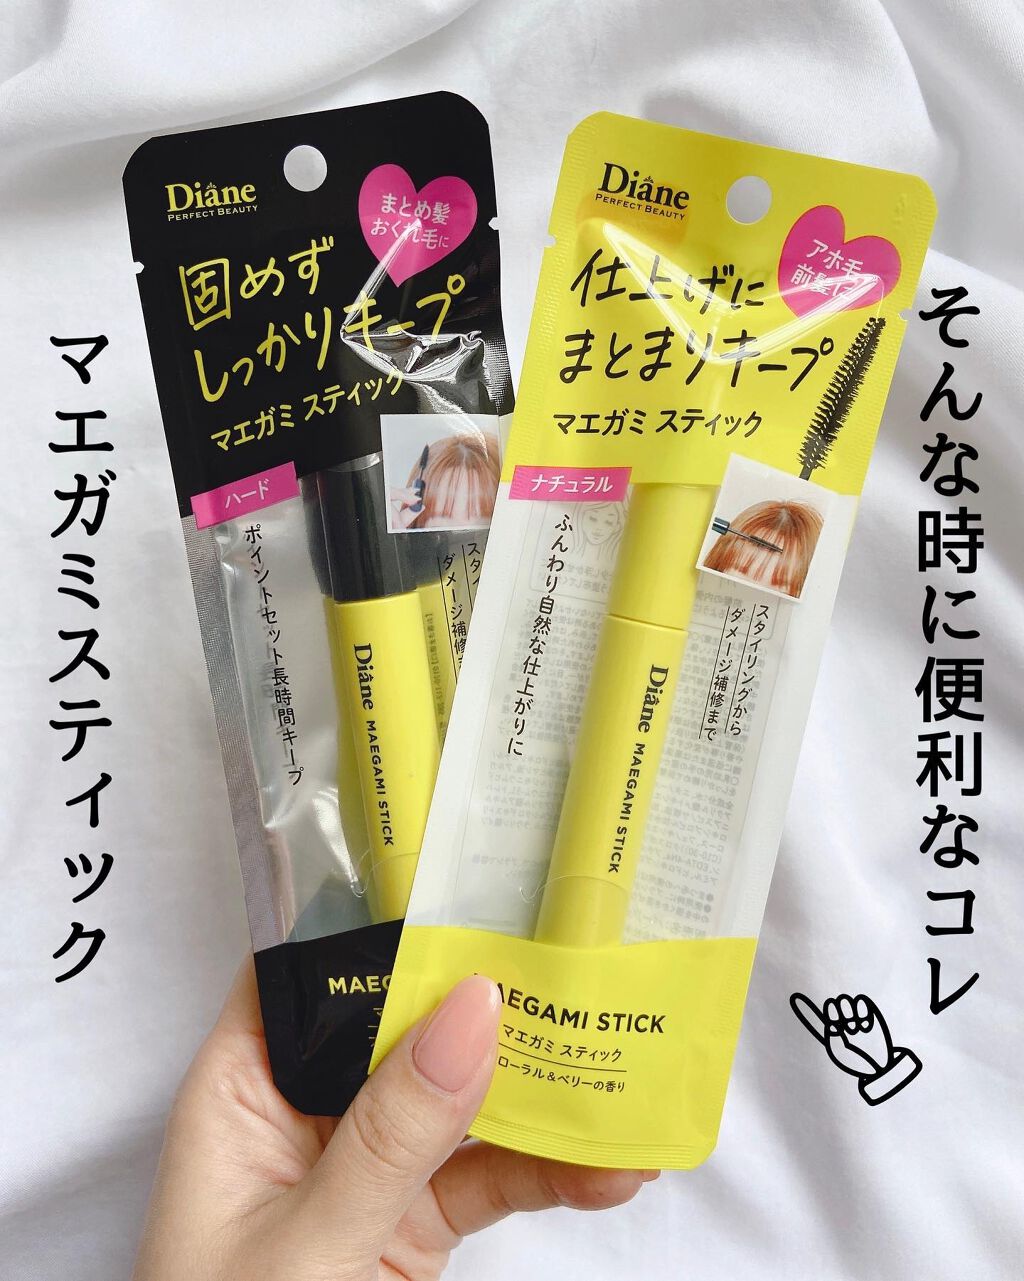 そんな時に便利なコレ
マエガミスティック
Diane
PERFECT BEAUTY
まとめ髪
おくれ毛に
固めず
しっかりキープ
マエガミ スティック
ハード
ポイントセット長時間キープ
ダメージ補修ま
Diane MAEGAMI STICK
MAEG
Diane
PERFECT BEAUTY
アホ毛
前髪に
仕上げに
まとまりキープ
マエガミ スティック
ナチュラル
ふんわり自然な仕上がりに
スタイリングから
ダメージ補修まで
Diane MAEGAMI STICK
AEGAMI STICK
マエガミ スティック
ローラル&ベリーの香り